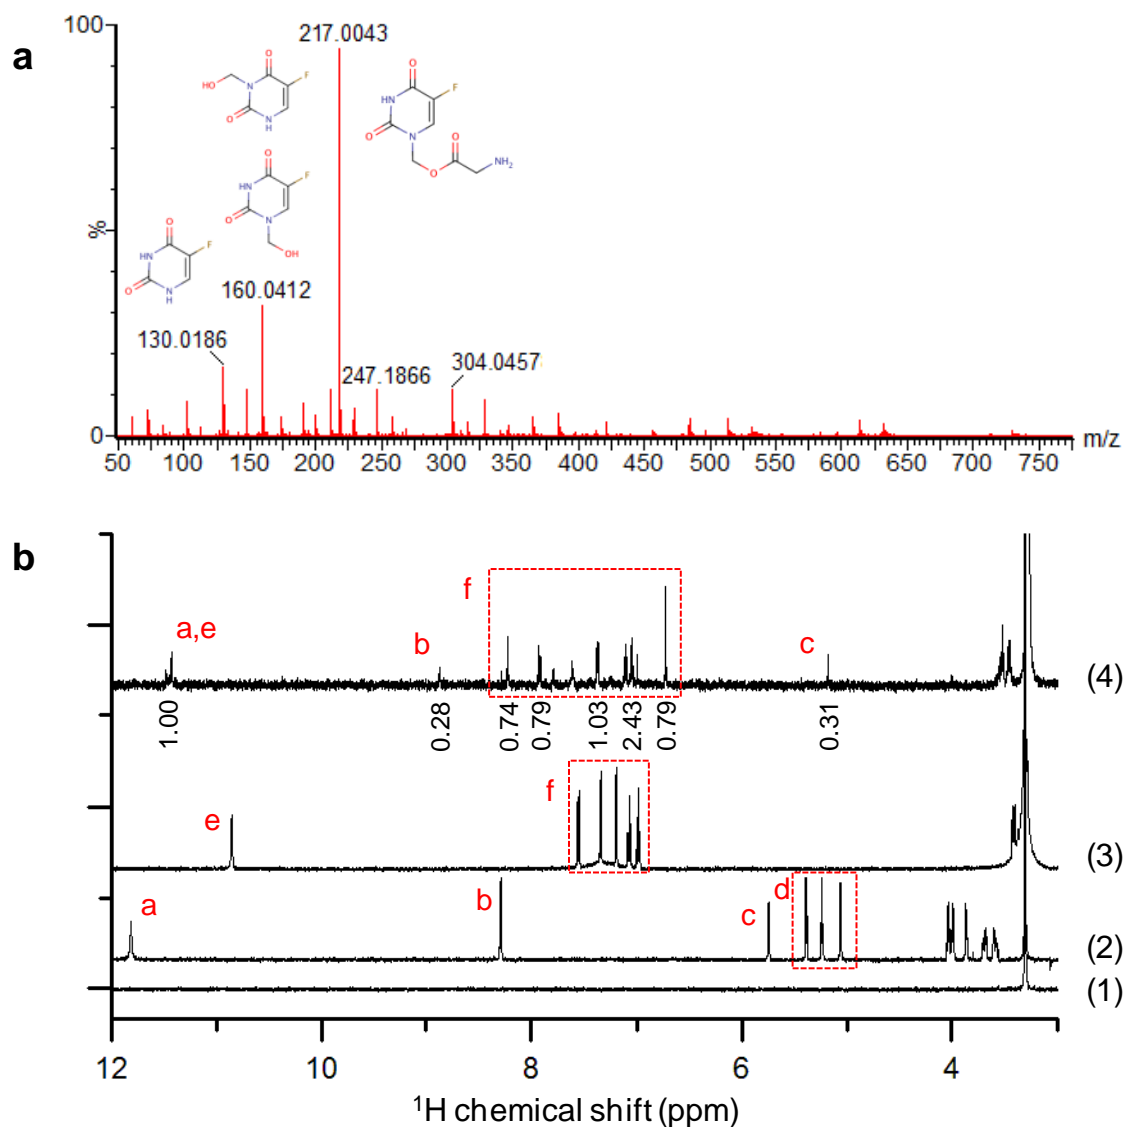 a
100
%
0
217.0043
160.0412
130.0186
247.1866
304.0457
HO
N
O
F
O
N
H
O
HN
F
O
N
OH
O
HN
F
O
N
H
O
HN
F
O
N
O
O
NH₂
50 100 150 200 250 300 350 400 450 500 550 600 650 700 750 m/z
b
f
a,e
b
c
(4)
1.00 0.28 0.74 0.79 1.03 2.43 0.79 0.31
e
f
(3)
a
b
c
d
(2)
(1)
12 10 8 6 4
¹H chemical shift (ppm)